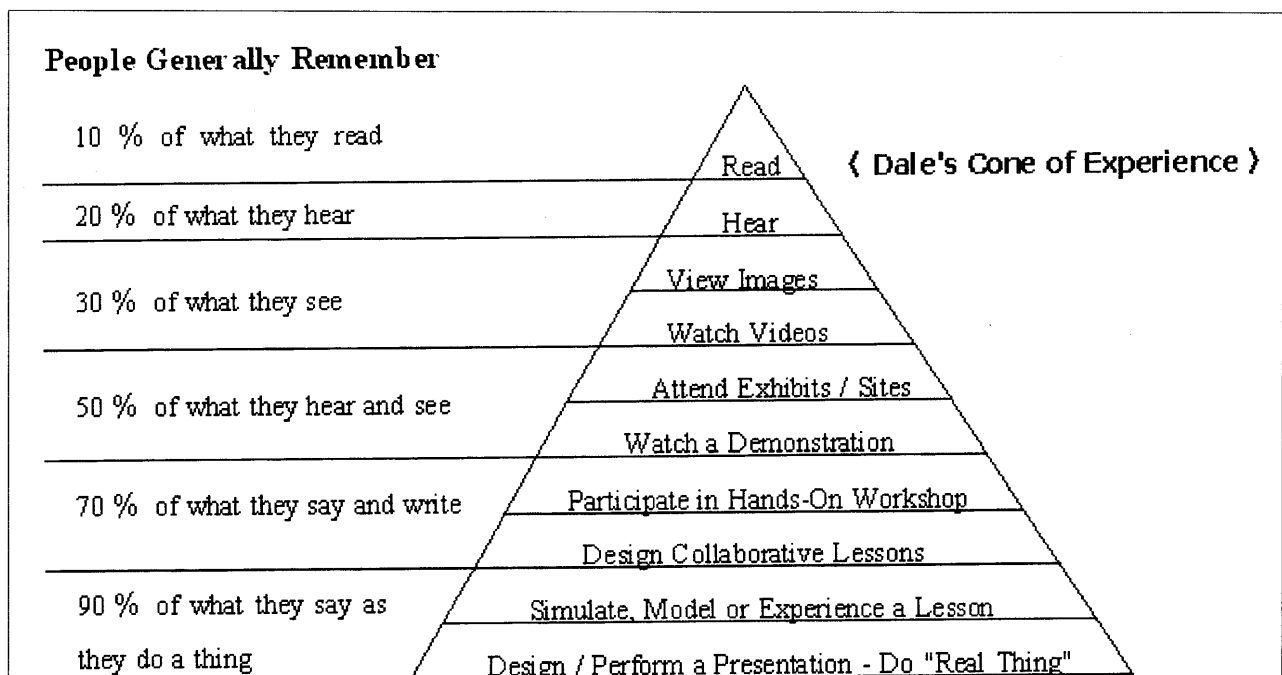 People Generally Remember
10 % of what they read
Read
{ Dale's Cone of Experience }
20 % of what they hear
Hear
View Images
30 % of what they see
Watch Videos
Attend Exhibits / Sites
50 % of what they hear and see
Watch a Demonstration
Participate in Hands-On Workshop
70 % of what they say and write
Design Collaborative Lessons
90 % of what they say as
they do a thing
Simulate, Model or Experience a Lesson
Design / Perform a Presentation - Do "Real Thing"